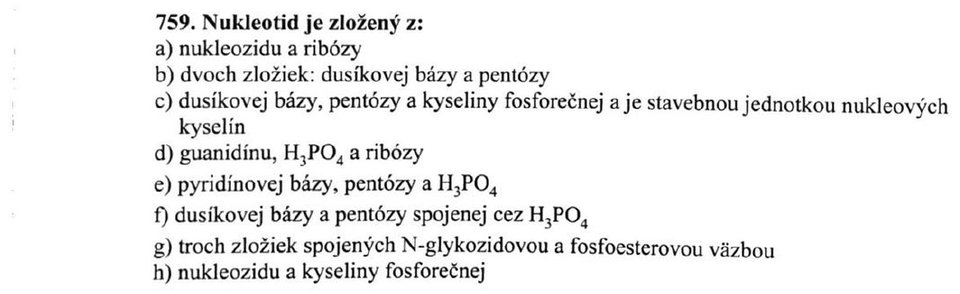 759. Nukleotid je zložený z:
a) nukleozidu a ribózy
b) dvoch zložiek: dusíkovej bázy a pentózy
c) dusíkovej bázy, pentózy a kyseliny fosforečnej a je stavebnou jednotkou nukleových
kyselín
d) guanidínu, H₃PO₄ a ribózy
e) pyridínovej bázy, pentózy a H₃PO₄
f) dusíkovej bázy a pentózy spojenej cez H₃PO₄
g) troch zložiek spojených N-glykozidovou a fosfoesterovou väzbou
h) nukleozidu a kyseliny fosforečnej